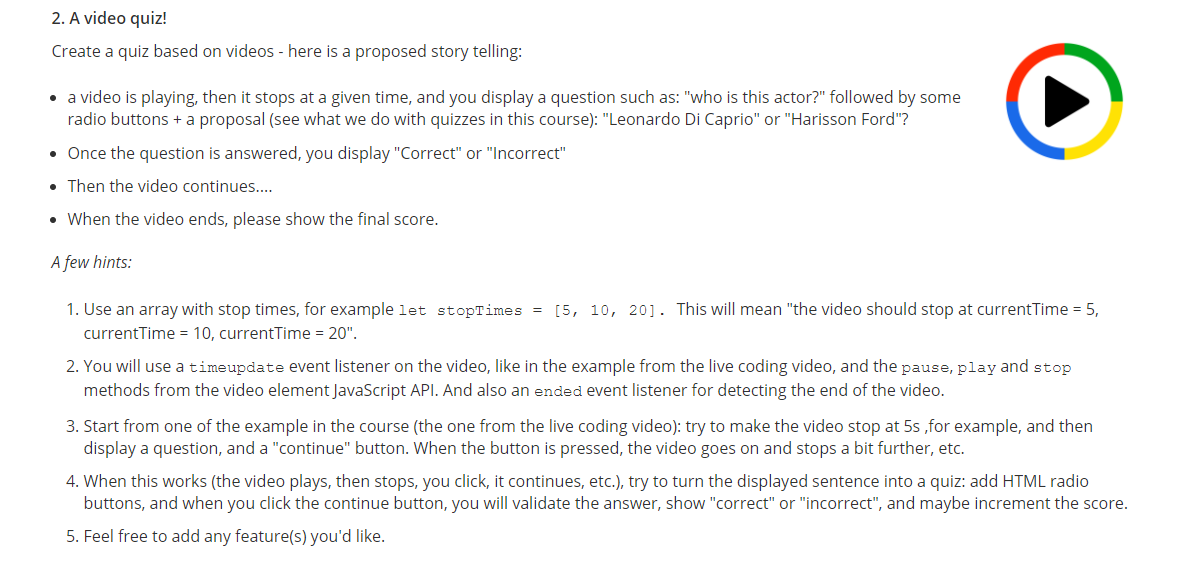 2. A video quiz!
Create a quiz based on videos - here is a proposed story telling:
• a video is playing, then it stops at a given time, and you display a question such as: "who is this actor?" followed by some
radio buttons + a proposal (see what we do with quizzes in this course): "Leonardo Di Caprio" or "Harisson Ford"?
• Once the question is answered, you display "Correct" or "Incorrect"
• Then the video continues....
• When the video ends, please show the final score.
A few hints:
1. Use an array with stop times, for example let stopTimes = [5, 10, 20]. This will mean "the video should stop at currentTime = 5,
currentTime = 10, currentTime = 20".
2. You will use a timeupdate event listener on the video, like in the example from the live coding video, and the pause, play and stop
methods from the video element JavaScript API. And also an ended event listener for detecting the end of the video.
3. Start from one of the example in the course (the one from the live coding video): try to make the video stop at 5s ,for example, and then
display a question, and a "continue" button. When the button is pressed, the video goes on and stops a bit further, etc.
4. When this works (the video plays, then stops, you click, it continues, etc.), try to turn the displayed sentence into a quiz: add HTML radio
buttons, and when you click the continue button, you will validate the answer, show "correct" or "incorrect", and maybe increment the score.
5. Feel free to add any feature(s) you'd like.